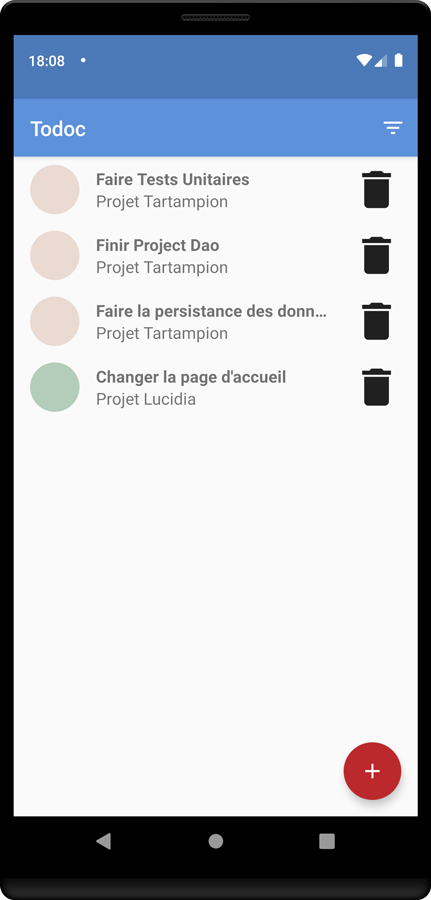 18:08
Todoc
Faire Tests Unitaires
Projet Tartampion
Finir Project Dao
Projet Tartampion
Faire la persistance des donn...
Projet Tartampion
Changer la page d'accueil
Projet Lucidia